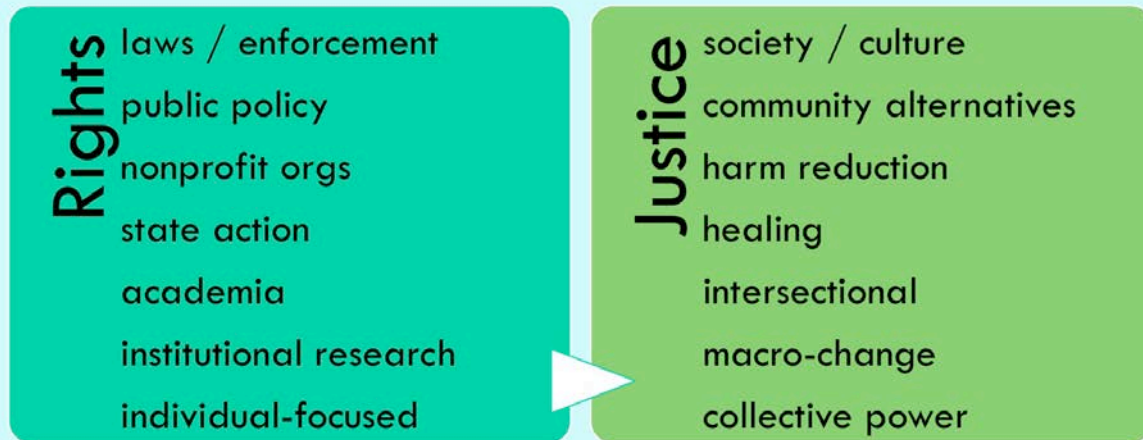 Rights
laws / enforcement
public policy
nonprofit orgs
state action
academia
institutional research
individual-focused
Justice
society / culture
community alternatives
harm reduction
healing
intersectional
macro-change
collective power